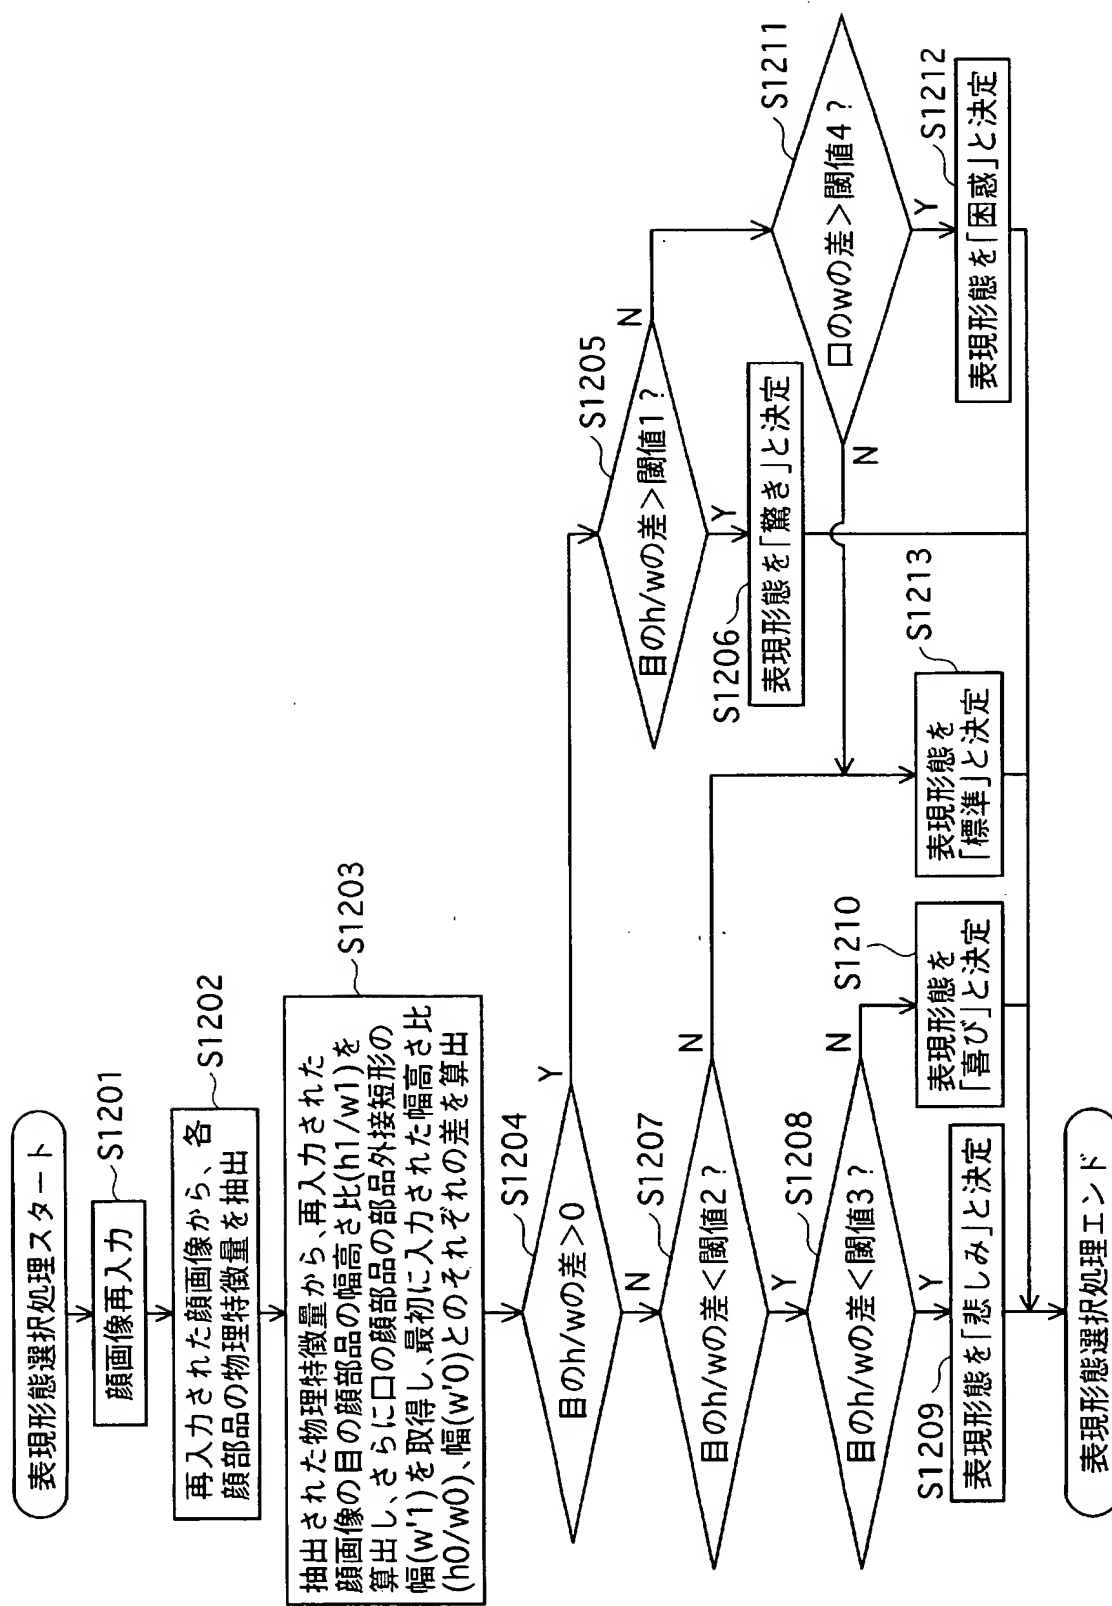 表現形態選択処理スタート
S1201
顔画像再入力
S1202
再入力された顔画像から、各
顔部品の物理特徴量を抽出
S1203
抽出された物理特徴量から、再入力された
顔画像の目の顔部品の幅高さ比(h1/w1)を
算出し、さらに口の顔部品の部品外接短形の
幅(w'1)を取得し、最初に入力された幅高さ比
(h0/w0)、幅(w'0)とのそれぞれの差を算出
S1204
目のh/wの差>0
Y
N
S1205
目のh/wの差>閾値1?
N
Y
S1206
表現形態を「驚き」と決定
S1207
目のh/wの差<閾値2?
N
Y
S1208
目のh/wの差<閾値3?
N
Y
S1209
表現形態を「悲しみ」と決定
S1210
表現形態を
「喜び」と決定
S1211
口のwの差>閾値4?
N
Y
S1212
表現形態を「困惑」と決定
S1213
表現形態を
「標準」と決定
表現形態選択処理エンド